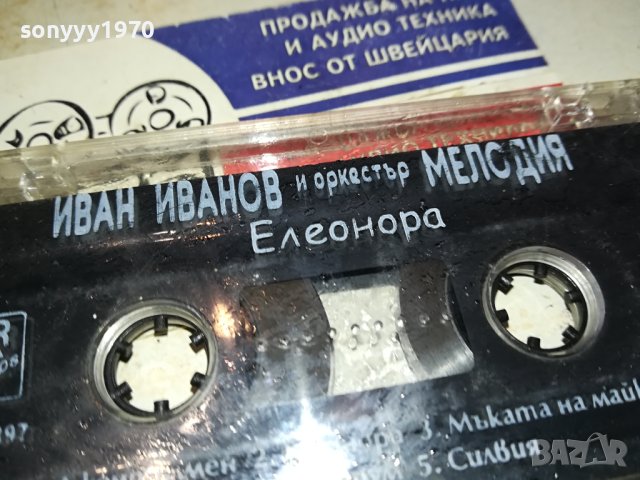 sonyyy1970
ПРОДАЖБА НА
И АУДИО ТЕХНИКА
ВНОС ОТ ШВЕЙЦАРИЯ
ИВАН ИВАНОВ и оркестър МЕЛОДИЯ
Елеонора
R
3. Мъката на май
5. Силвия
bazar